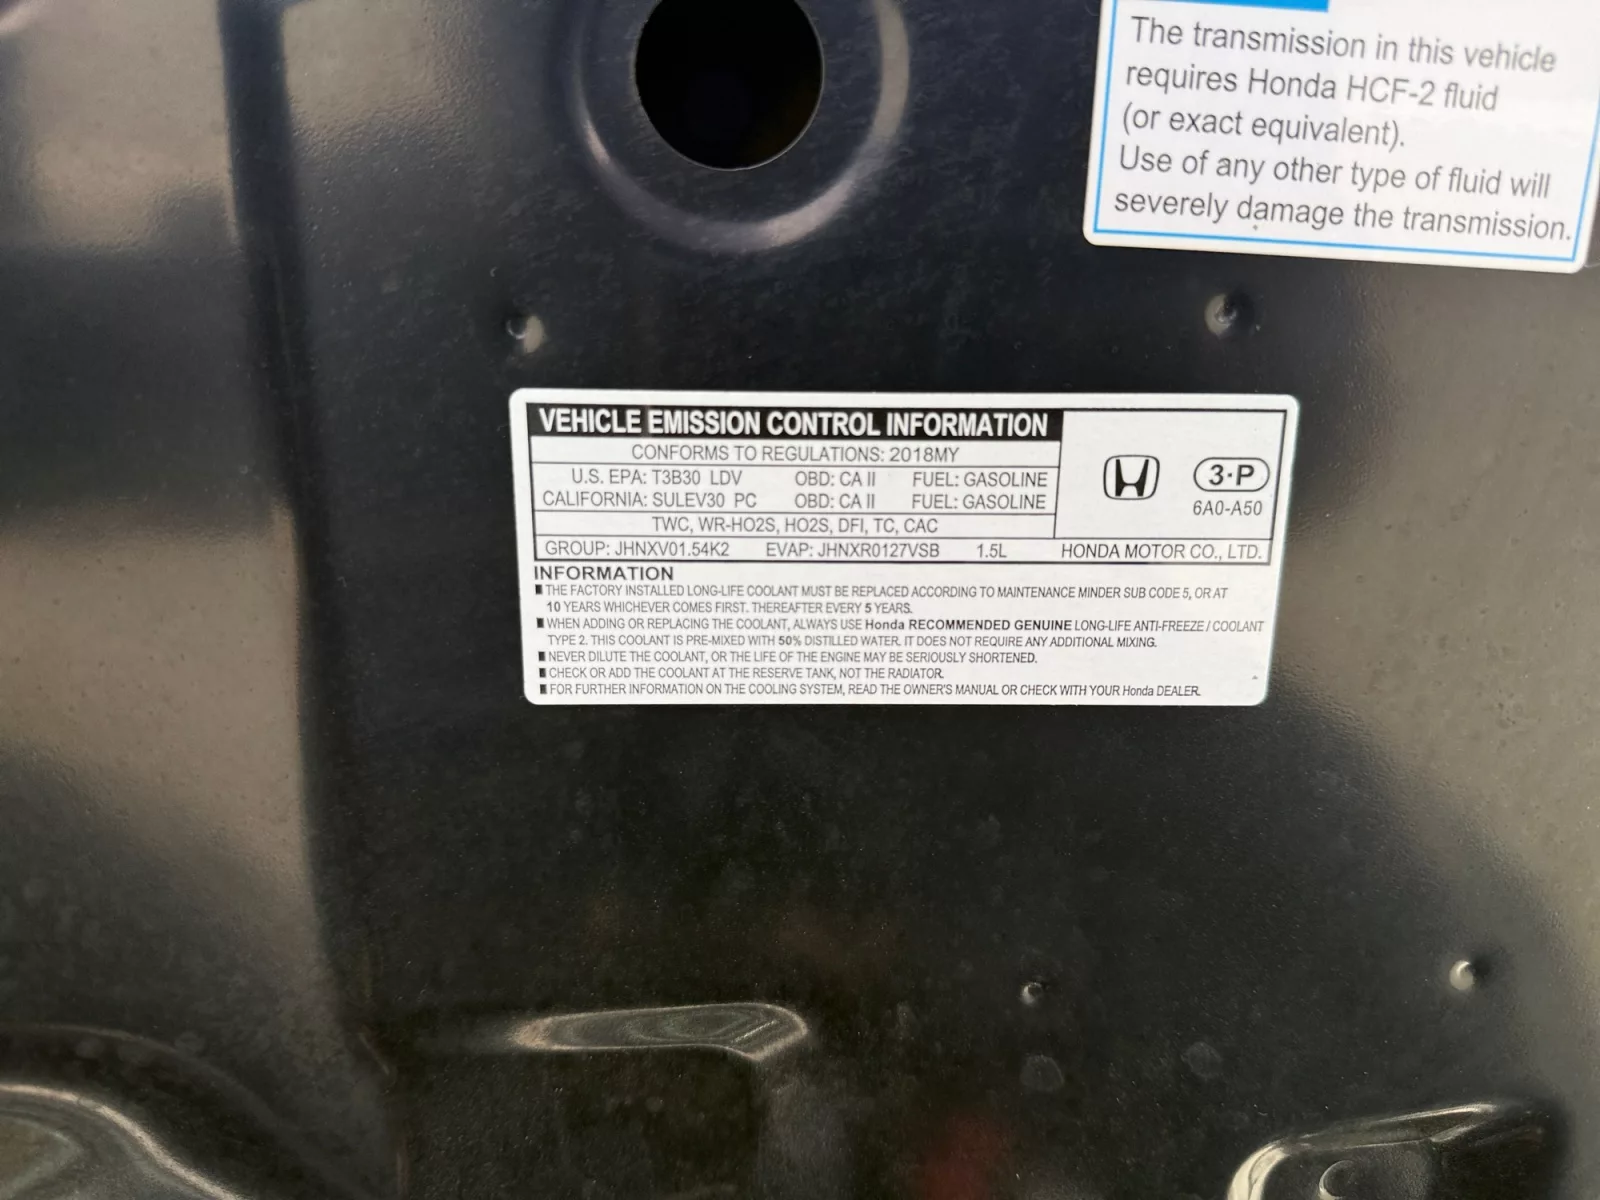 The transmission in this vehicle
requires Honda HCF-2 fluid
(or exact equivalent).
Use of any other type of fluid will
severely damage the transmission.
VEHICLE EMISSION CONTROL INFORMATION
CONFORMS TO REGULATIONS: 2018MY
U.S. EPA: T3B30 LDV OBD: CA II FUEL: GASOLINE
CALIFORNIA: SULEV30 PC OBD: CA II FUEL: GASOLINE
TWC, WR-HO2S, HO2S, DFI, TC, CAC
3·P
6A0-A50
GROUP: JHNXV01.54K2 EVAP: JHNXR0127VSB 1.5L HONDA MOTOR CO., LTD.
INFORMATION
■ THE FACTORY INSTALLED LONG-LIFE COOLANT MUST BE REPLACED ACCORDING TO MAINTENANCE MINDER SUB CODE 5, OR AT
10 YEARS WHICHEVER COMES FIRST. THEREAFTER EVERY 5 YEARS.
■ WHEN ADDING OR REPLACING THE COOLANT, ALWAYS USE Honda RECOMMENDED GENUINE LONG-LIFE ANTI-FREEZE / COOLANT
TYPE 2. THIS COOLANT IS PRE-MIXED WITH 50% DISTILLED WATER. IT DOES NOT REQUIRE ANY ADDITIONAL MIXING.
■ NEVER DILUTE THE COOLANT, OR THE LIFE OF THE ENGINE MAY BE SERIOUSLY SHORTENED.
■ CHECK OR ADD THE COOLANT AT THE RESERVE TANK, NOT THE RADIATOR.
■ FOR FURTHER INFORMATION ON THE COOLING SYSTEM, READ THE OWNER'S MANUAL OR CHECK WITH YOUR Honda DEALER.